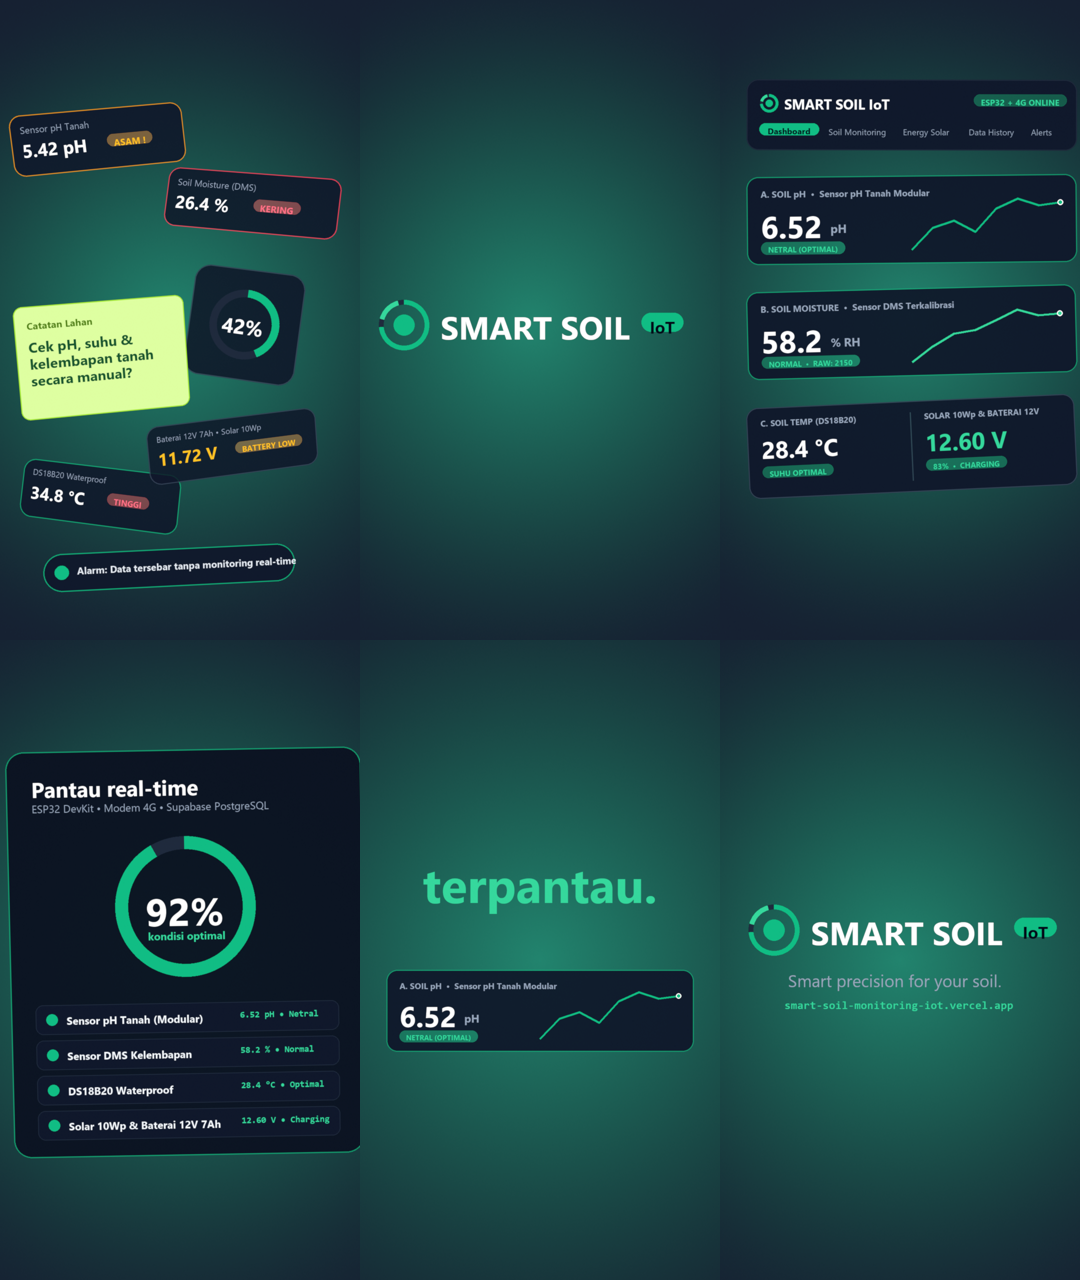 Sensor pH Tanah
5.42 pH
ASAM !
Soil Moisture (DMS)
26.4 %
KERING
42%
Catatan Lahan
Cek pH, suhu &
kelembapan tanah
secara manual?
Baterai 12V 7Ah • Solar 10Wp
11.72 V
BATTERY LOW
DS18B20 Waterproof
34.8 °C
TINGGI
Alarm: Data tersebar tanpa monitoring real-time
SMART SOIL IoT
SMART SOIL IoT
ESP32 + 4G ONLINE
Dashboard Soil Monitoring Energy Solar Data History Alerts
A. SOIL pH • Sensor pH Tanah Modular
6.52 pH
NETRAL (OPTIMAL)
B. SOIL MOISTURE • Sensor DMS Terkalibrasi
58.2 % RH
NORMAL • RAW: 2150
C. SOIL TEMP (DS18B20)
28.4 °C
SUHU OPTIMAL
SOLAR 10Wp & BATERAI 12V
12.60 V
83% • CHARGING
Pantau real-time
ESP32 DevKit • Modem 4G • Supabase PostgreSQL
92%
kondisi optimal
Sensor pH Tanah (Modular) 6.52 pH • Netral
Sensor DMS Kelembapan 58.2 % • Normal
DS18B20 Waterproof 28.4 °C • Optimal
Solar 10Wp & Baterai 12V 7Ah 12.60 V • Charging
terpantau.
A. SOIL pH • Sensor pH Tanah Modular
6.52 pH
NETRAL (OPTIMAL)
SMART SOIL IoT
Smart precision for your soil.
smart-soil-monitoring-iot.vercel.app